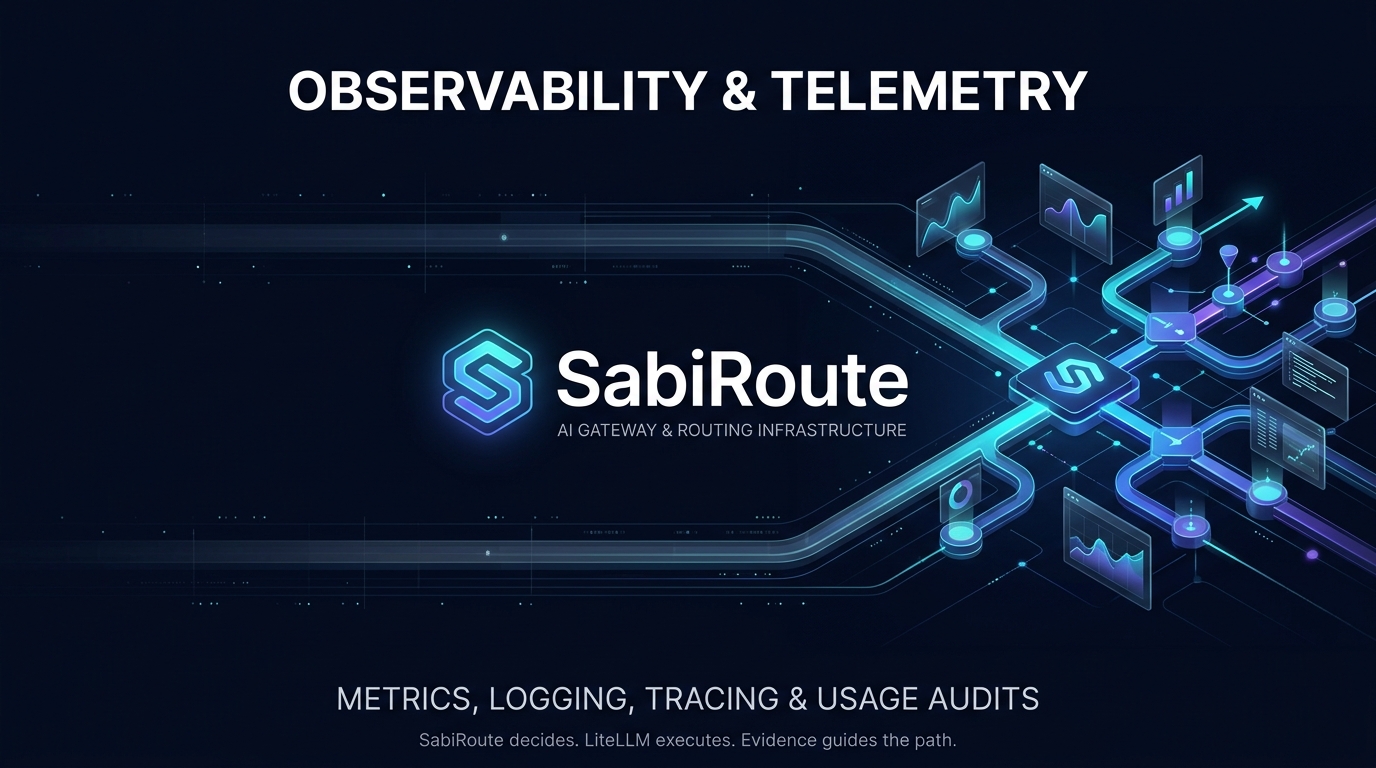 OBSERVABILITY & TELEMETRY
SabiRoute
AI GATEWAY & ROUTING INFRASTRUCTURE
METRICS, LOGGING, TRACING & USAGE AUDITS
SabiRoute decides. LiteLLM executes. Evidence guides the path.